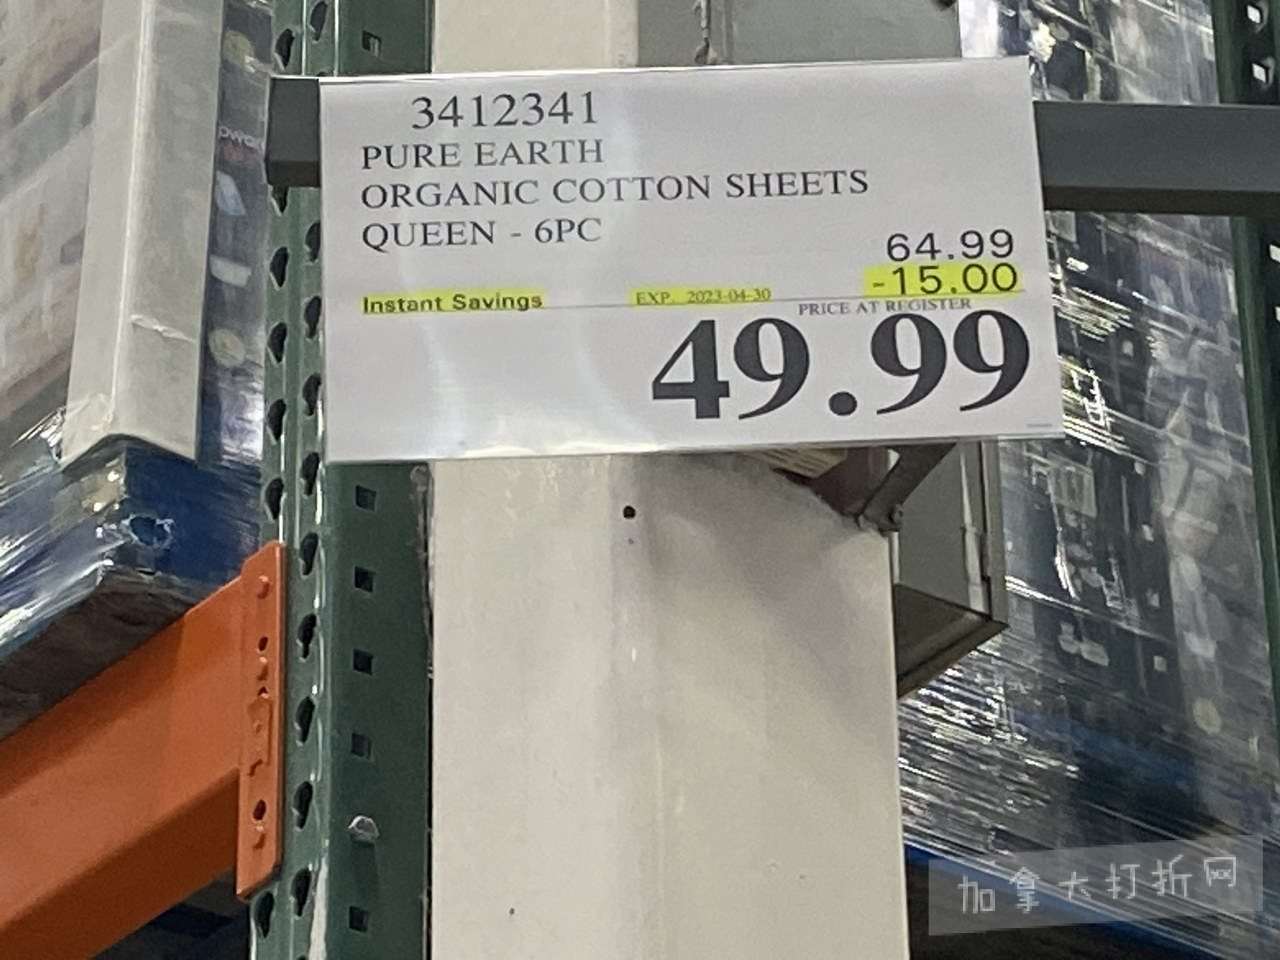 3412341
PURE EARTH
ORGANIC COTTON SHEETS
QUEEN - 6PC
64.99
Instant Savings EXP. 2023-04-30 -15.00
PRICE AT REGISTER
49.99
加拿大打折网